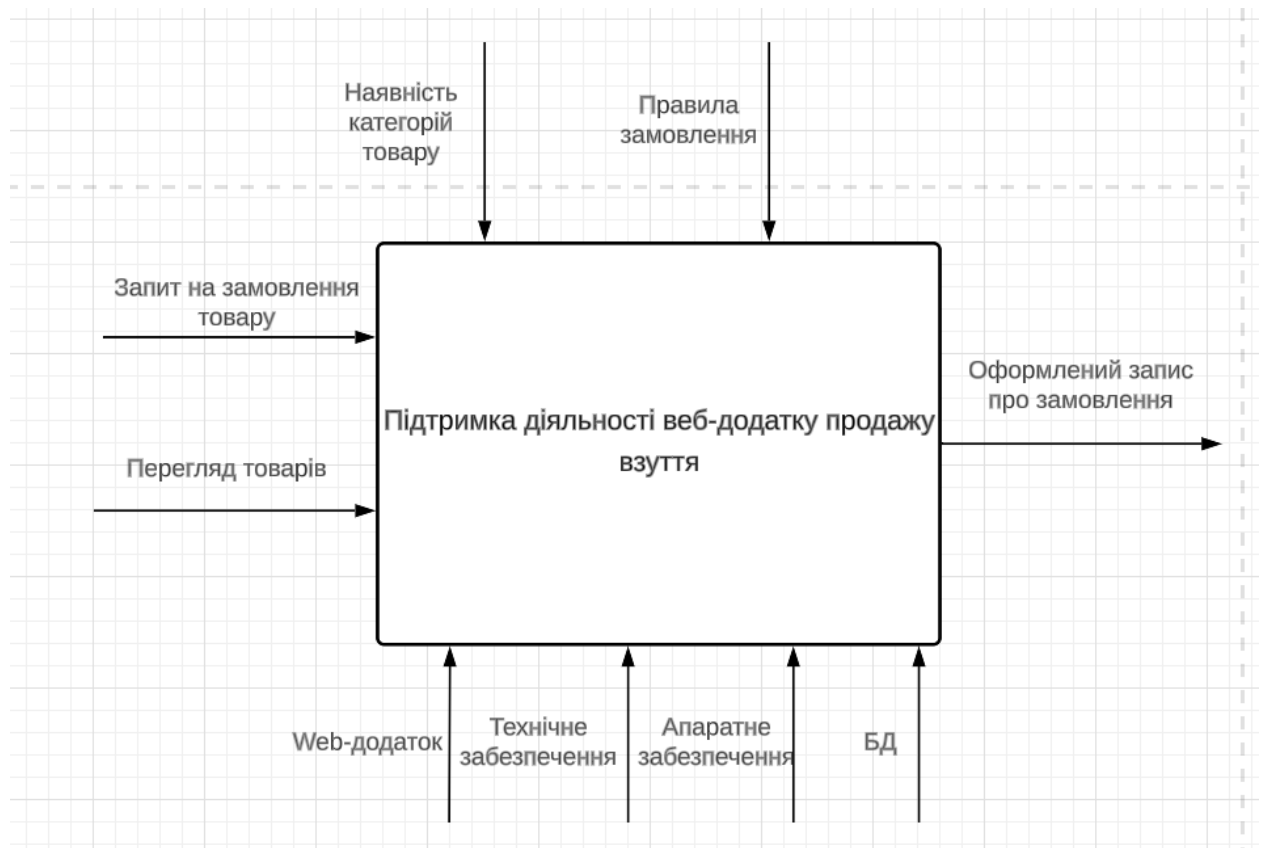 Наявність
категорій
товару
Правила
замовлення
Запит на замовлення
товару
Перегляд товарів
Підтримка діяльності веб-додатку продажу
взуття
Оформлений запис
про замовлення
Web-додаток
Технічне
забезпечення
Апаратне
забезпечення
БД